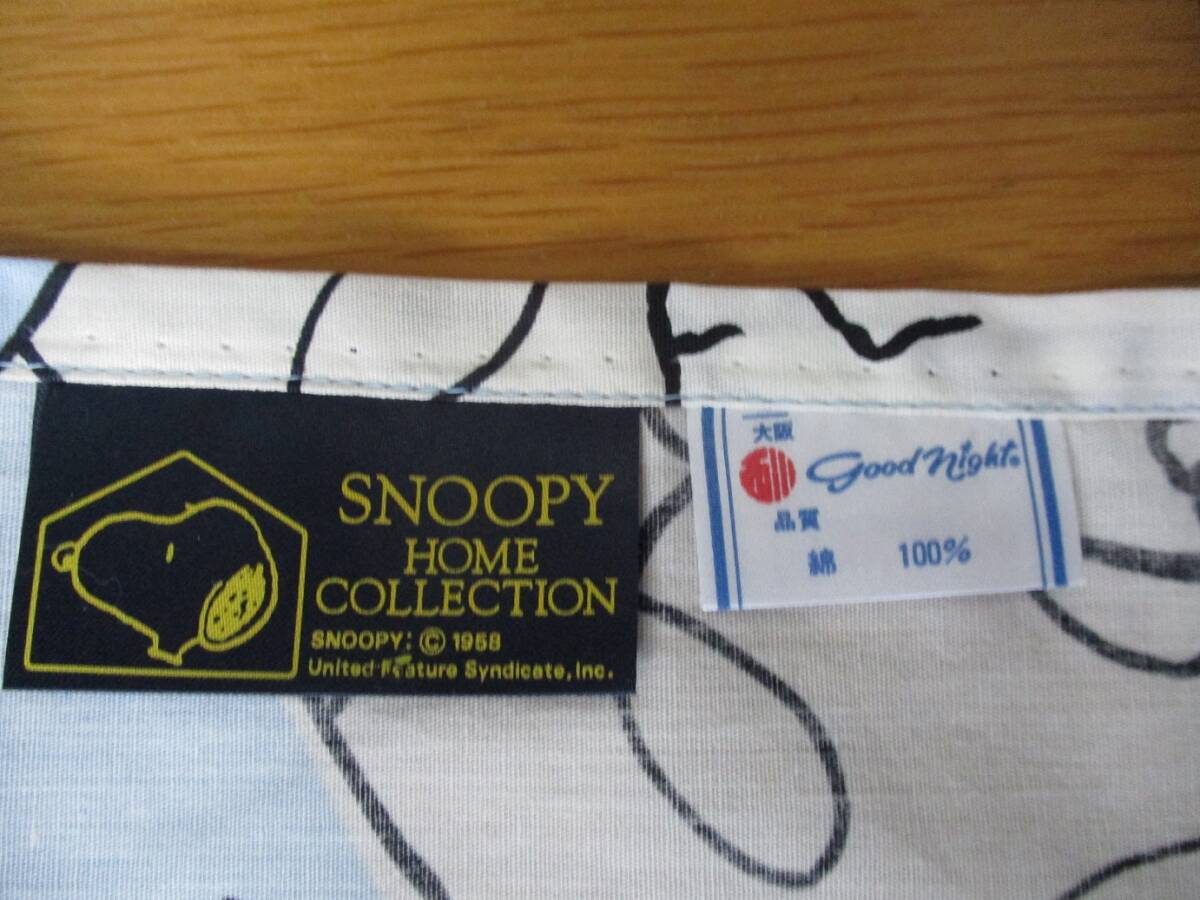 SNOOPY
HOME
COLLECTION
SNOOPY: © 1958
United Feature Syndicate, Inc.
大阪
Good Night®
品質
綿 100%